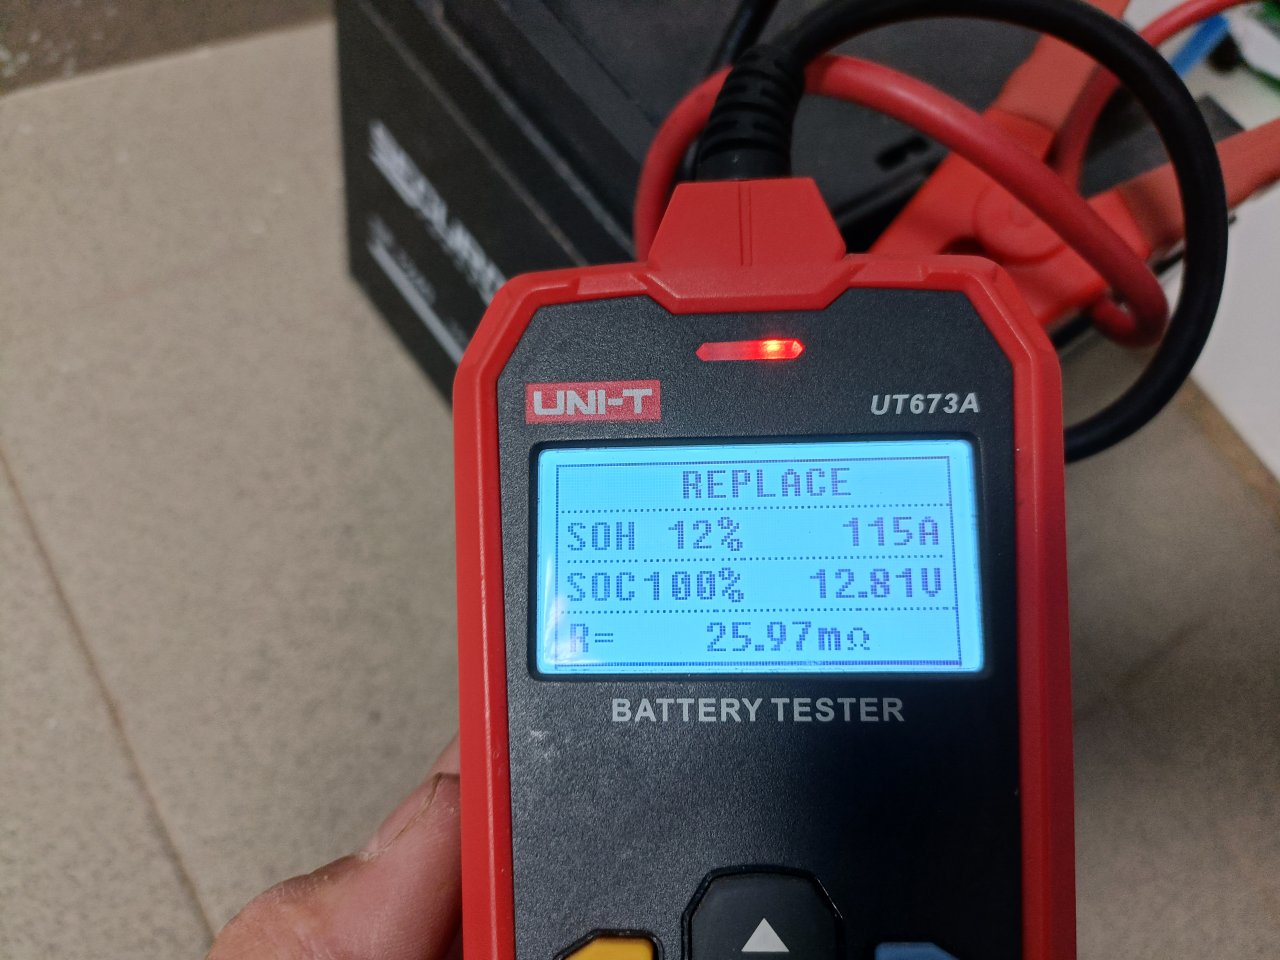 UNI-T
UT673A
REPLACE
SOH 12% 115A
SOC100% 12.81V
R= 25.97mΩ
BATTERY TESTER